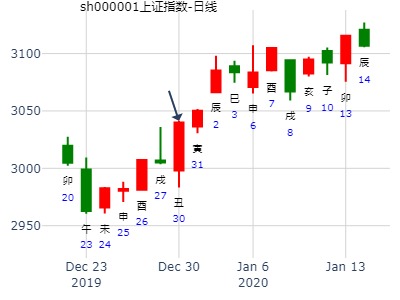 sh000001上证指数-日线
3100
3050
3000
2950
卯
20
午
23
未
24
申
25
酉
26
戌
27
丑
30
寅
31
辰
2
巳
3
申
6
酉
7
戌
8
亥
9
子
10
卯
13
辰
14
Dec 23
2019
Dec 30
Jan 6
2020
Jan 13